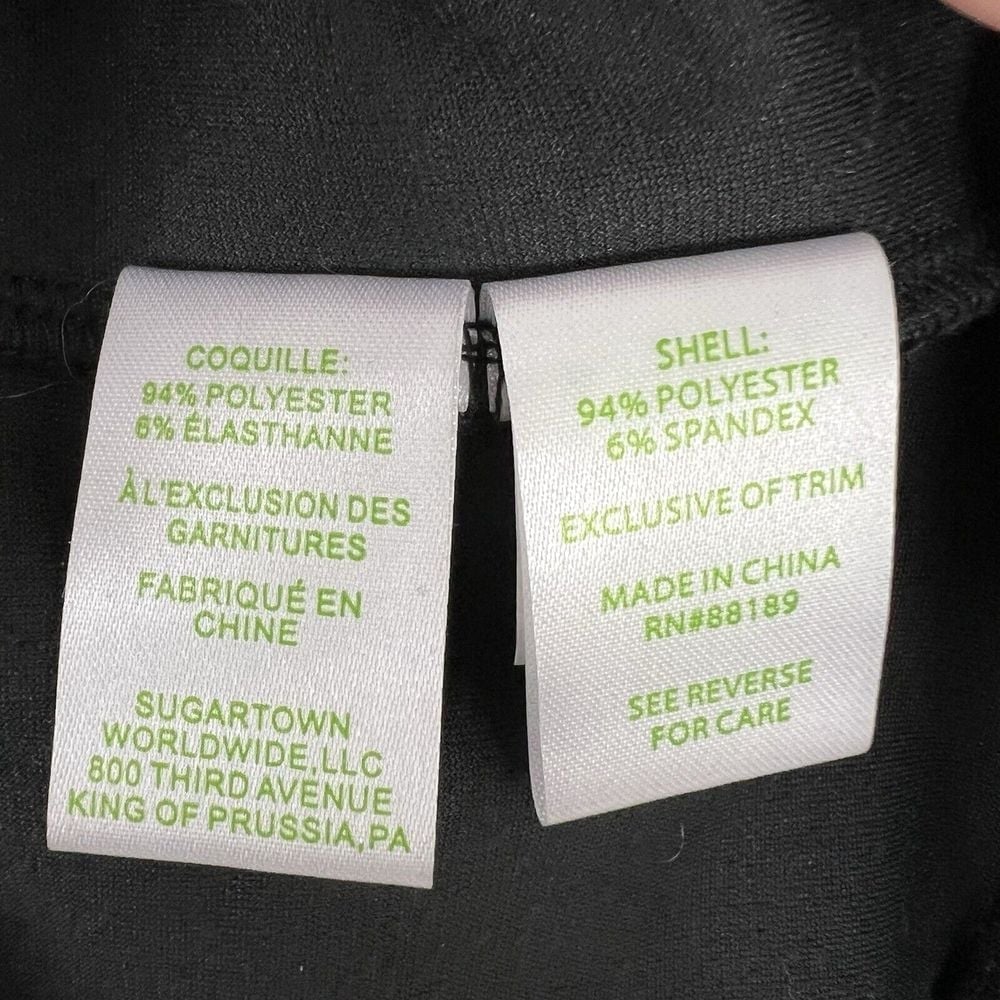 COQUILLE:
94% POLYESTER
6% ÉLASTHANNE
À L'EXCLUSION DES
GARNITURES
FABRIQUÉ EN
CHINE
SUGARTOWN
WORLDWIDE,LLC
800 THIRD AVENUE
KING OF PRUSSIA,PA
SHELL:
94% POLYESTER
6% SPANDEX
EXCLUSIVE OF TRIM
MADE IN CHINA
RN#88189
SEE REVERSE
FOR CARE